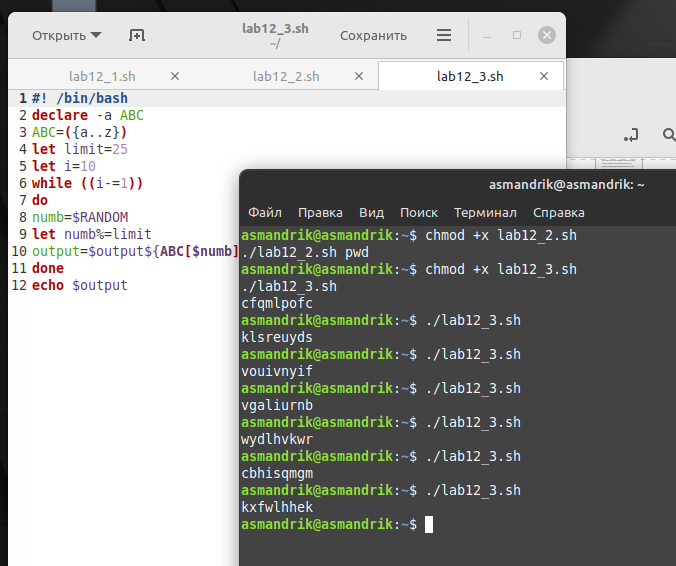 Открыть
lab12_3.sh
~/
Сохранить
lab12_1.sh
lab12_2.sh
lab12_3.sh
1 #! /bin/bash
2 declare -a ABC
3 ABC=({a..z})
4 let limit=25
5 let i=10
6 while ((i-=1))
7 do
8 numb=$RANDOM
9 let numb%=limit
10 output=$output${ABC[$numb]
11 done
12 echo $output
asmandrik@asmandrik: ~
Файл Правка Вид Поиск Терминал Справка
asmandrik@asmandrik:~$ chmod +x lab12_2.sh
./lab12_2.sh pwd
asmandrik@asmandrik:~$ chmod +x lab12_3.sh
./lab12_3.sh
cfqmlpofc
asmandrik@asmandrik:~$ ./lab12_3.sh
klsreuyds
asmandrik@asmandrik:~$ ./lab12_3.sh
vouivnyif
asmandrik@asmandrik:~$ ./lab12_3.sh
vgaliurnb
asmandrik@asmandrik:~$ ./lab12_3.sh
wydlhvkwr
asmandrik@asmandrik:~$ ./lab12_3.sh
cbhisqmgm
asmandrik@asmandrik:~$ ./lab12_3.sh
kxfwlhhek
asmandrik@asmandrik:~$